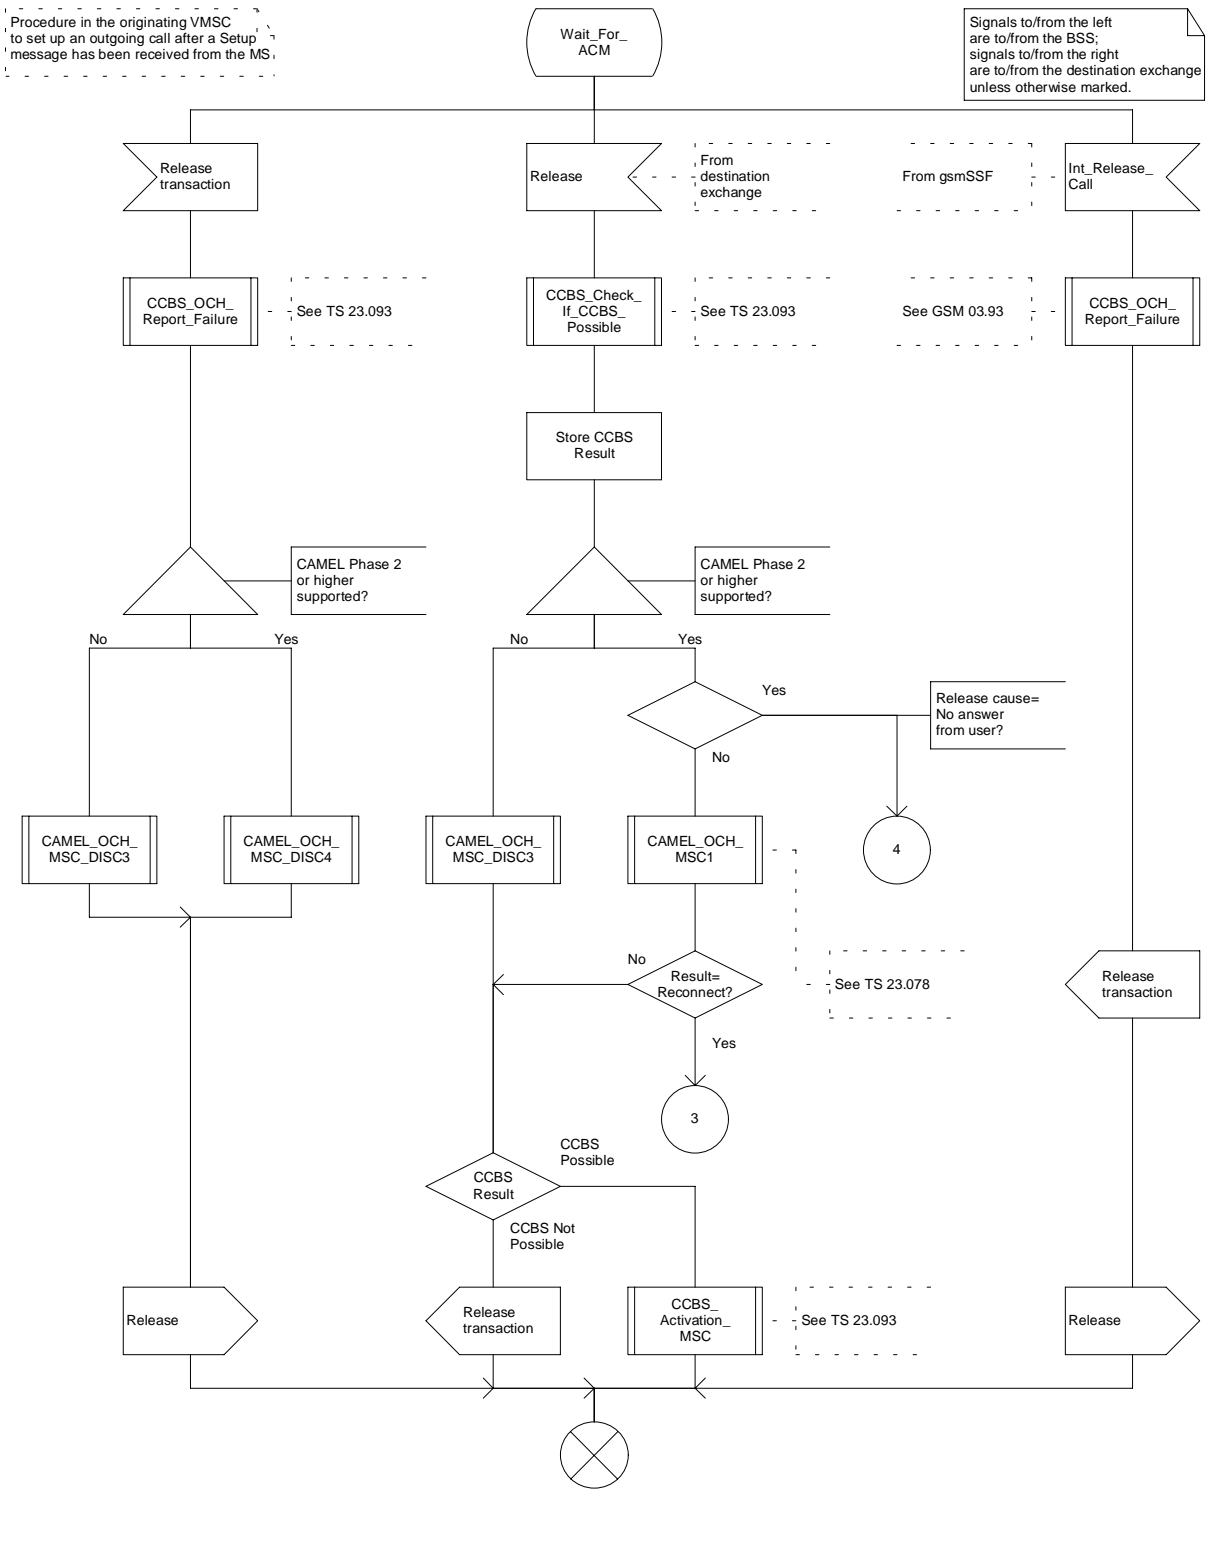 Procedure in the originating VMSC
to set up an outgoing call after a Setup
message has been received from the MS
Wait_For_
ACM
Signals to/from the left
are to/from the BSS;
signals to/from the right
are to/from the destination exchange
unless otherwise marked.
Release
transaction
Release
From
destination
exchange
From gsmSSF
Int_Release_
Call
CCBS_OCH_
Report_Failure
See TS 23.093
CCBS_Check_
If_CCBS_
Possible
See TS 23.093
See GSM 03.93
CCBS_OCH_
Report_Failure
Store CCBS
Result
CAMEL Phase 2
or higher
supported?
CAMEL Phase 2
or higher
supported?
No
Yes
No
Yes
Yes
Release cause=
No answer
from user?
No
CAMEL_OCH_
MSC_DISC3
CAMEL_OCH_
MSC_DISC4
CAMEL_OCH_
MSC_DISC3
CAMEL_OCH_
MSC1
4
No
Result=
Reconnect?
See TS 23.078
Release
transaction
Yes
3
CCBS
Possible
CCBS
Result
CCBS Not
Possible
Release
Release
transaction
CCBS_
Activation_
MSC
See TS 23.093
Release